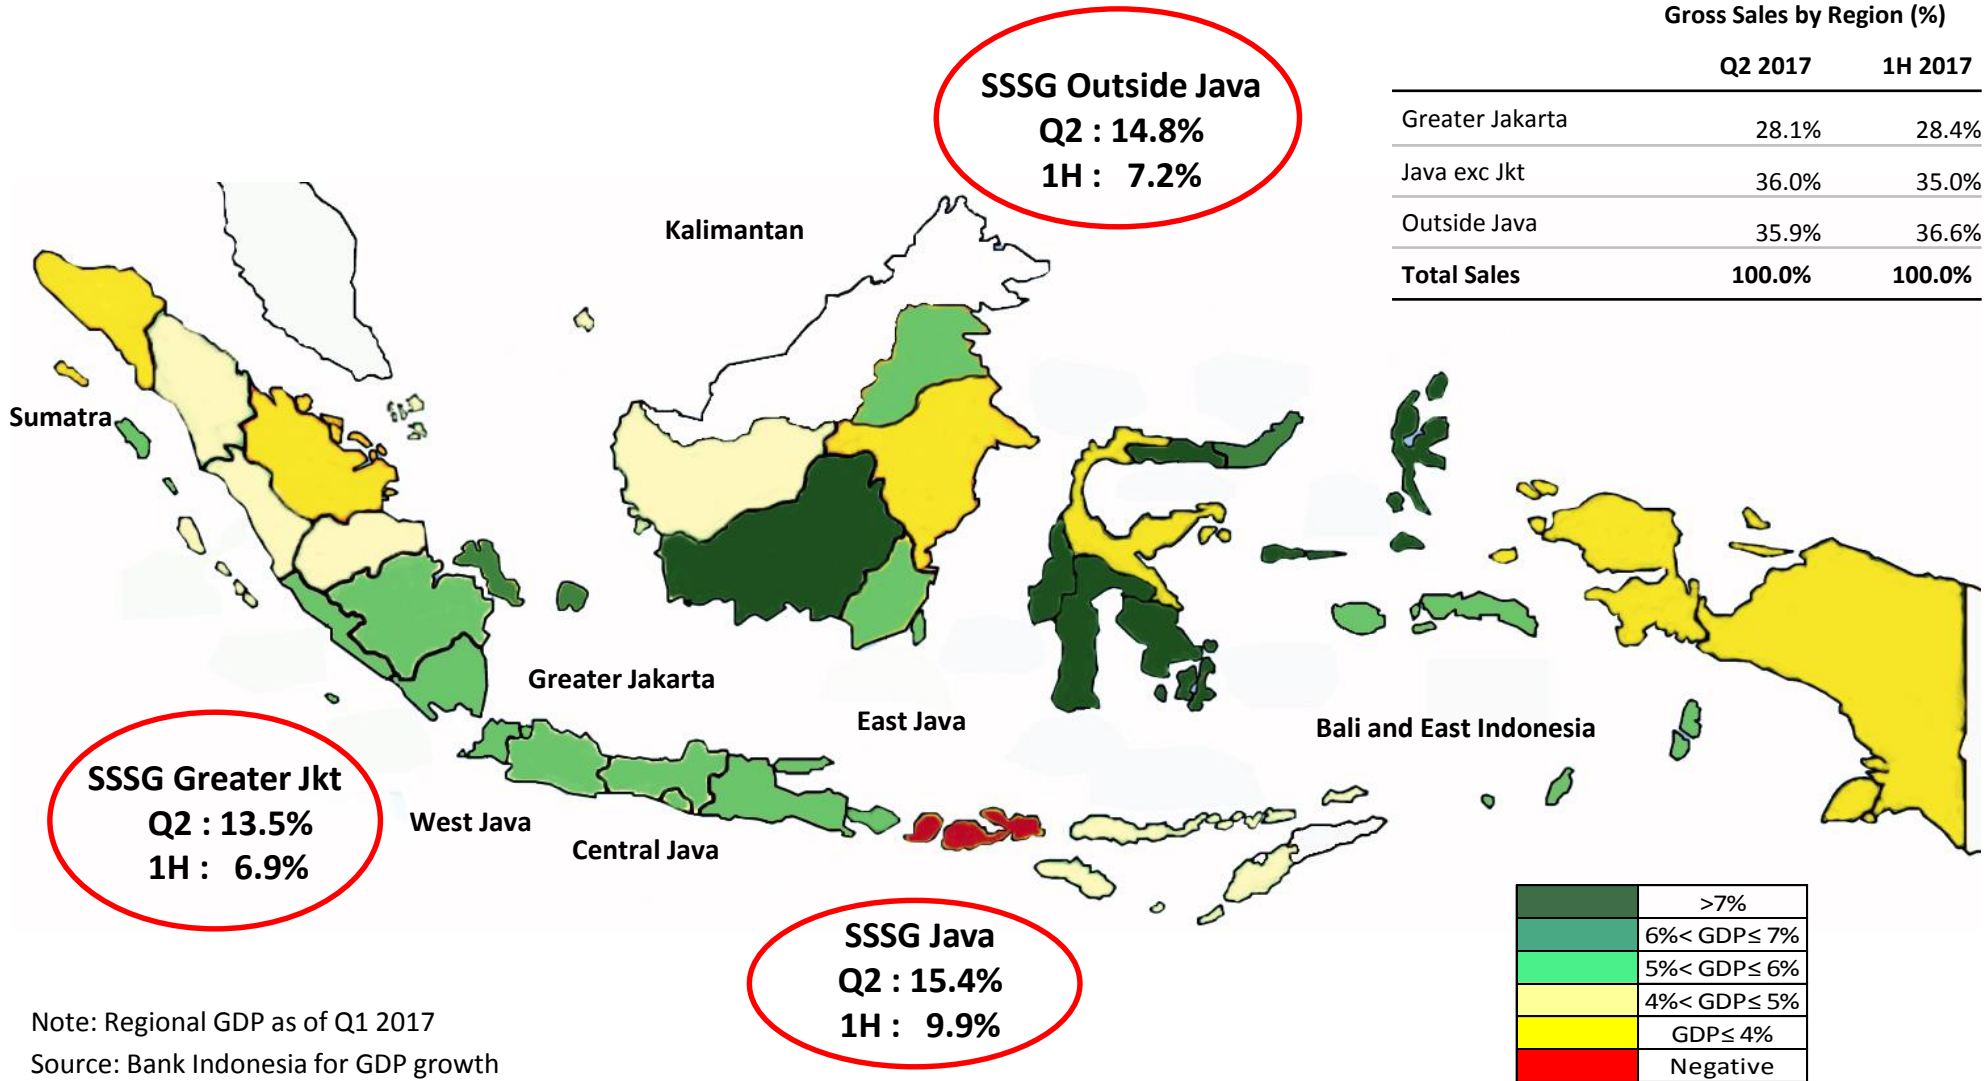 Gross Sales by Region (%)
Q2 2017 1H 2017
Greater Jakarta 28.1% 28.4%
Java exc Jkt 36.0% 35.0%
Outside Java 35.9% 36.6%
Total Sales 100.0% 100.0%
SSSG Outside Java
Q2 : 14.8%
1H : 7.2%
Kalimantan
Sumatra
Greater Jakarta
East Java
Bali and East Indonesia
SSSG Greater Jkt
Q2 : 13.5%
1H : 6.9%
West Java
Central Java
SSSG Java
Q2 : 15.4%
1H : 9.9%
>7%
6%< GDP≤ 7%
5%< GDP≤ 6%
4%< GDP≤ 5%
GDP≤ 4%
Negative
Note: Regional GDP as of Q1 2017
Source: Bank Indonesia for GDP growth